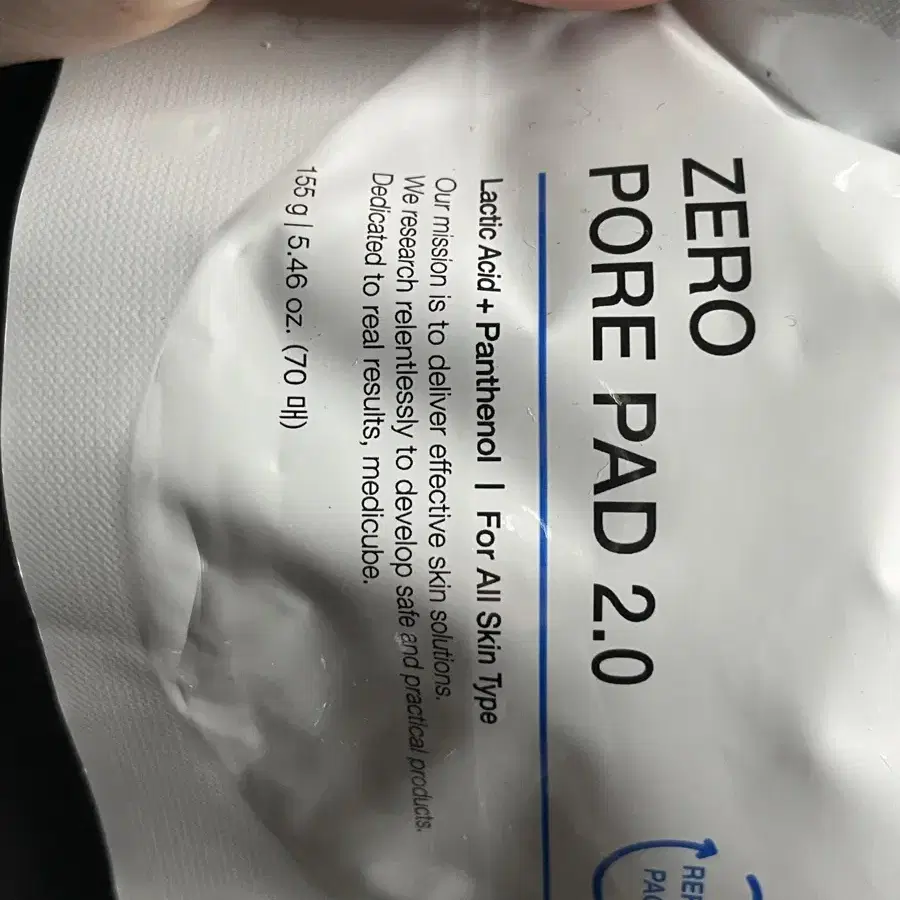 ZERO
PORE PAD 2.0
Lactic Acid + Panthenol | For All Skin Type
Our mission is to deliver effective skin solutions.
We research relentlessly to develop safe and practical products.
Dedicated to real results, medicube.
155 g | 5.46 oz. (70 매)